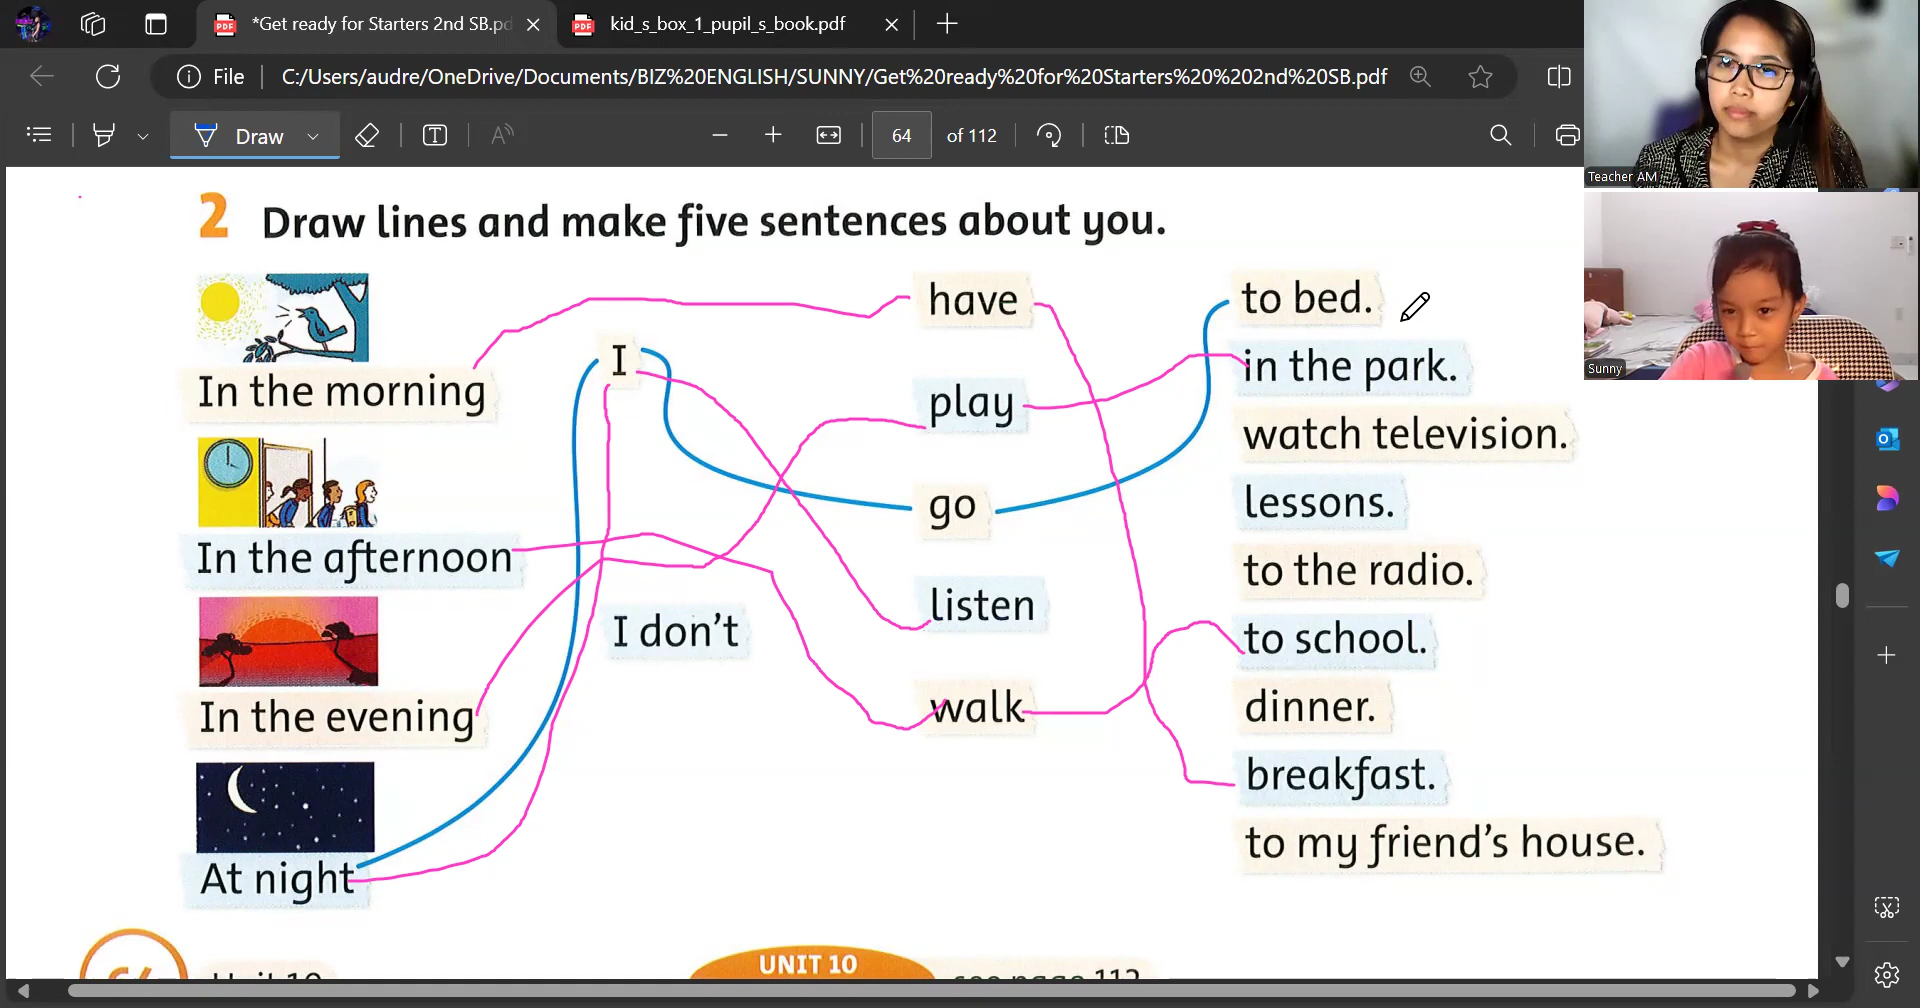 *Get ready for Starters 2nd SB.pd
kid_s_box_1_pupil_s_book.pdf
File
C:/Users/audre/OneDrive/Documents/BIZ%20ENGLISH/SUNNY/Get%20ready%20for%20Starters%20%202nd%20SB.pdf
Draw
64 of 112
Teacher AM
Sunny
2 Draw lines and make five sentences about you.
In the morning
In the afternoon
In the evening
At night
I
I don't
have
play
go
listen
walk
to bed.
in the park.
watch television.
lessons.
to the radio.
to school.
dinner.
breakfast.
to my friend's house.
UNIT 10